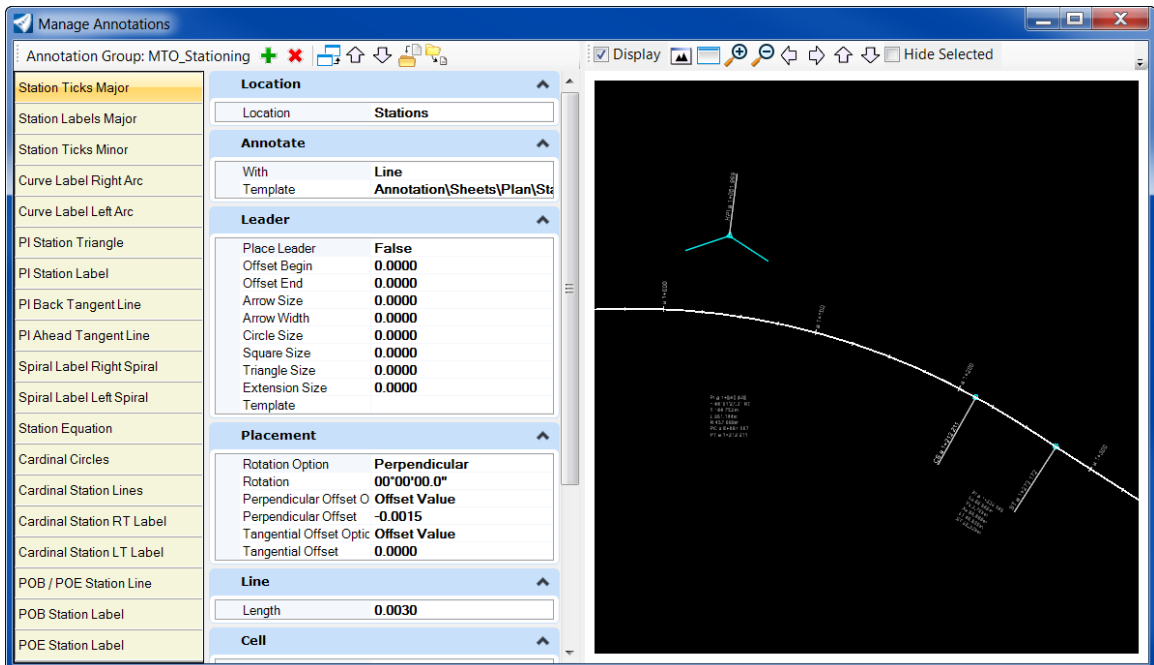 Manage Annotations
Annotation Group: MTO_Stationing
Display
Hide Selected
Station Ticks Major
Station Labels Major
Station Ticks Minor
Curve Label Right Arc
Curve Label Left Arc
PI Station Triangle
PI Station Label
PI Back Tangent Line
PI Ahead Tangent Line
Spiral Label Right Spiral
Spiral Label Left Spiral
Station Equation
Cardinal Circles
Cardinal Station Lines
Cardinal Station RT Label
Cardinal Station LT Label
POB / POE Station Line
POB Station Label
POE Station Label
Location
Location Stations
Annotate
With Line
Template Annotation\Sheets\Plan\Sta
Leader
Place Leader False
Offset Begin 0.0000
Offset End 0.0000
Arrow Size 0.0000
Arrow Width 0.0000
Circle Size 0.0000
Square Size 0.0000
Triangle Size 0.0000
Extension Size 0.0000
Template
Placement
Rotation Option Perpendicular
Rotation 00°00'00.0"
Perpendicular Offset O Offset Value
Perpendicular Offset -0.0015
Tangential Offset Optic Offset Value
Tangential Offset 0.0000
Line
Length 0.0030
Cell
1+100
1+200
1+300